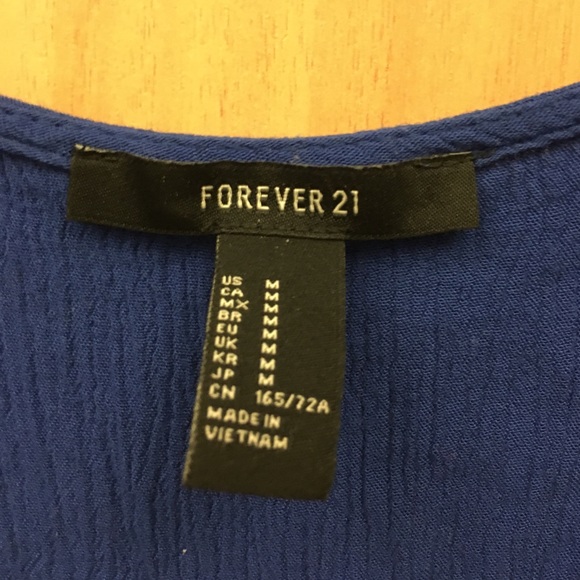 FOREVER 21
US M
CA M
MX M
BR M
EU M
UK M
KR M
JP M
CN 165/72A
MADE IN
VIETNAM